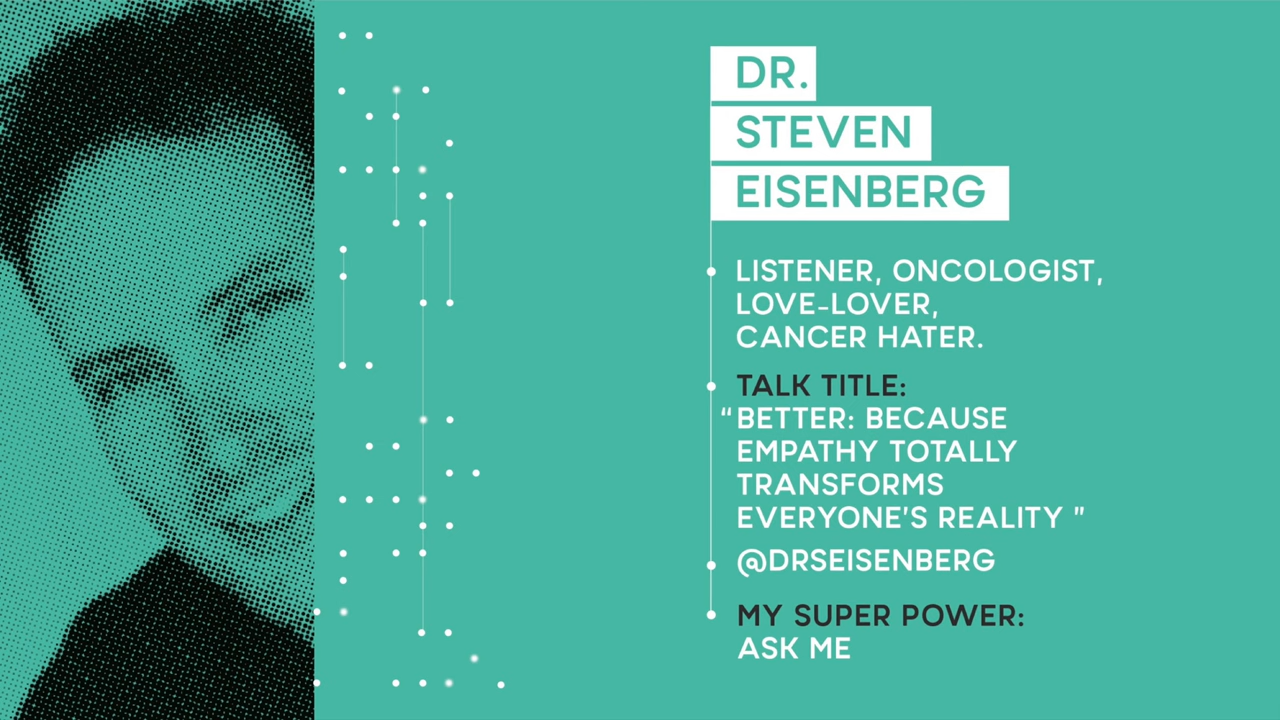 DR.
STEVEN
EISENBERG
LISTENER, ONCOLOGIST,
LOVE-LOVER,
CANCER HATER.
TALK TITLE:
“BETTER: BECAUSE
EMPATHY TOTALLY
TRANSFORMS
EVERYONE'S REALITY ”
@DRSEISENBERG
MY SUPER POWER:
ASK ME